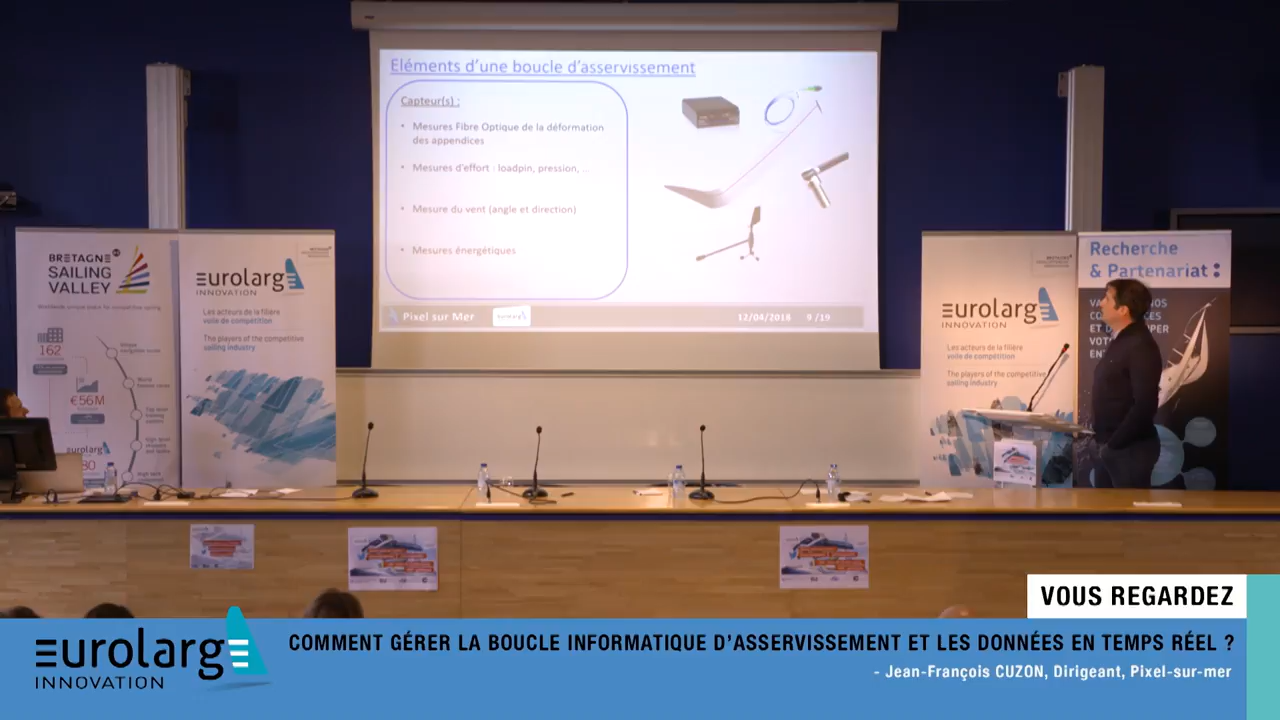 Eléments d'une boucle d'asservissement
Capteur(s) :
• Mesures Fibre Optique de la déformation
des appendices
• Mesures d'effort : loadpin, pression, ...
• Mesure du vent (angle et direction)
• Mesures énergétiques
Pixel sur Mer
12/04/2018
9 /19
BRETAGNE
SAILING
VALLEY
162
€56M
eurolarg
Eurolarg
INNOVATION
Les acteurs de la filière
voile de compétition
The players of the competitive
sailing industry
Eurolarg
INNOVATION
Les acteurs de la filière
voile de compétition
The players of the competitive
sailing industry
Recherche
& Partenariat :
VOUS REGARDEZ
Eurolarg
INNOVATION
COMMENT GÉRER LA BOUCLE INFORMATIQUE D'ASSERVISSEMENT ET LES DONNÉES EN TEMPS RÉEL ?
- Jean-François CUZON, Dirigeant, Pixel-sur-mer